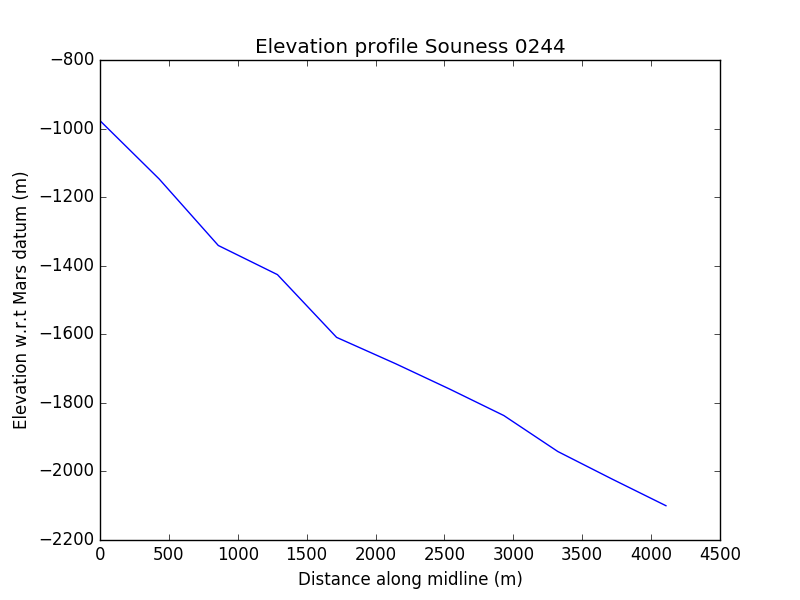 Elevation profile Souness 0244
−800
−1000
−1200
−1400
−1600
−1800
−2000
−2200
Elevation w.r.t Mars datum (m)
0 500 1000 1500 2000 2500 3000 3500 4000 4500
Distance along midline (m)